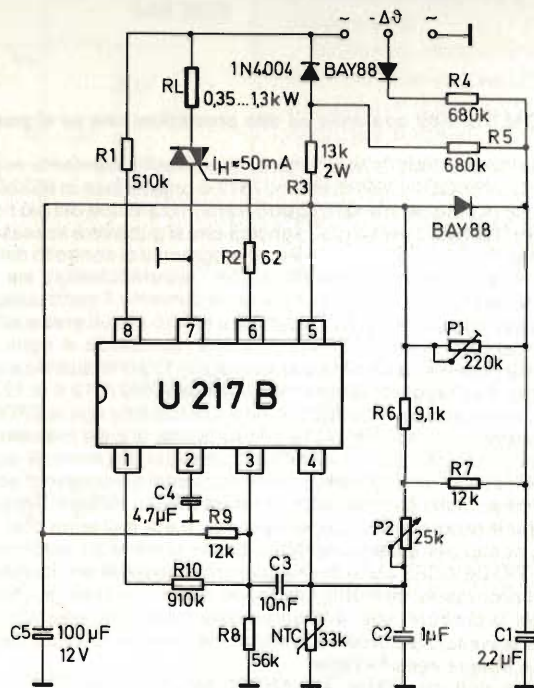 ~ -Δϑ ~
1N4004 BAY88
RL
0,35...1,3kW
R4
680k
R5
680k
R1
510k
IH≈50mA
13k
2W
R3
BAY88
R2 62
8 7 6 5
P1
220k
U217B
R6 9,1k
1 2 3 4
C4
4,7µF
R9
12k
R7
12k
P2
25k
R10
910k
C3
10nF
C5 100µF
12V
R8
56k
NTC 33k
C2 1µF
C1
2,2µF